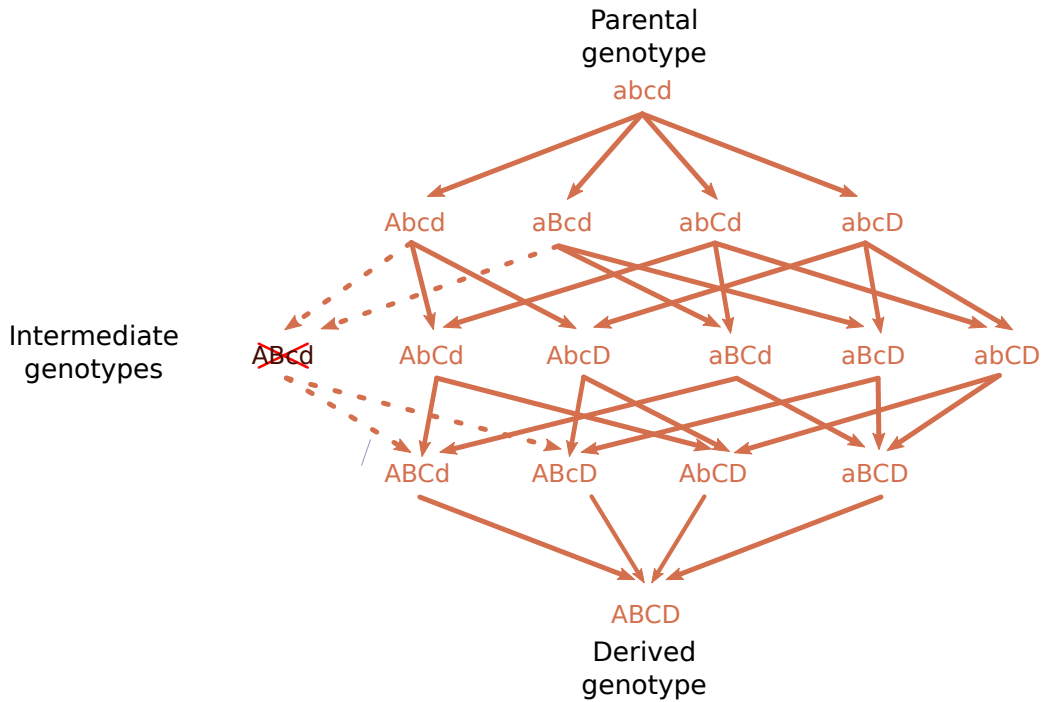 Parental
genotype
abcd
Abcd aBcd abCd abcD
Intermediate
genotypes
ABcd AbCd AbcD aBCd aBcD abCD
ABCd ABcD AbCD aBCD
ABCD
Derived
genotype